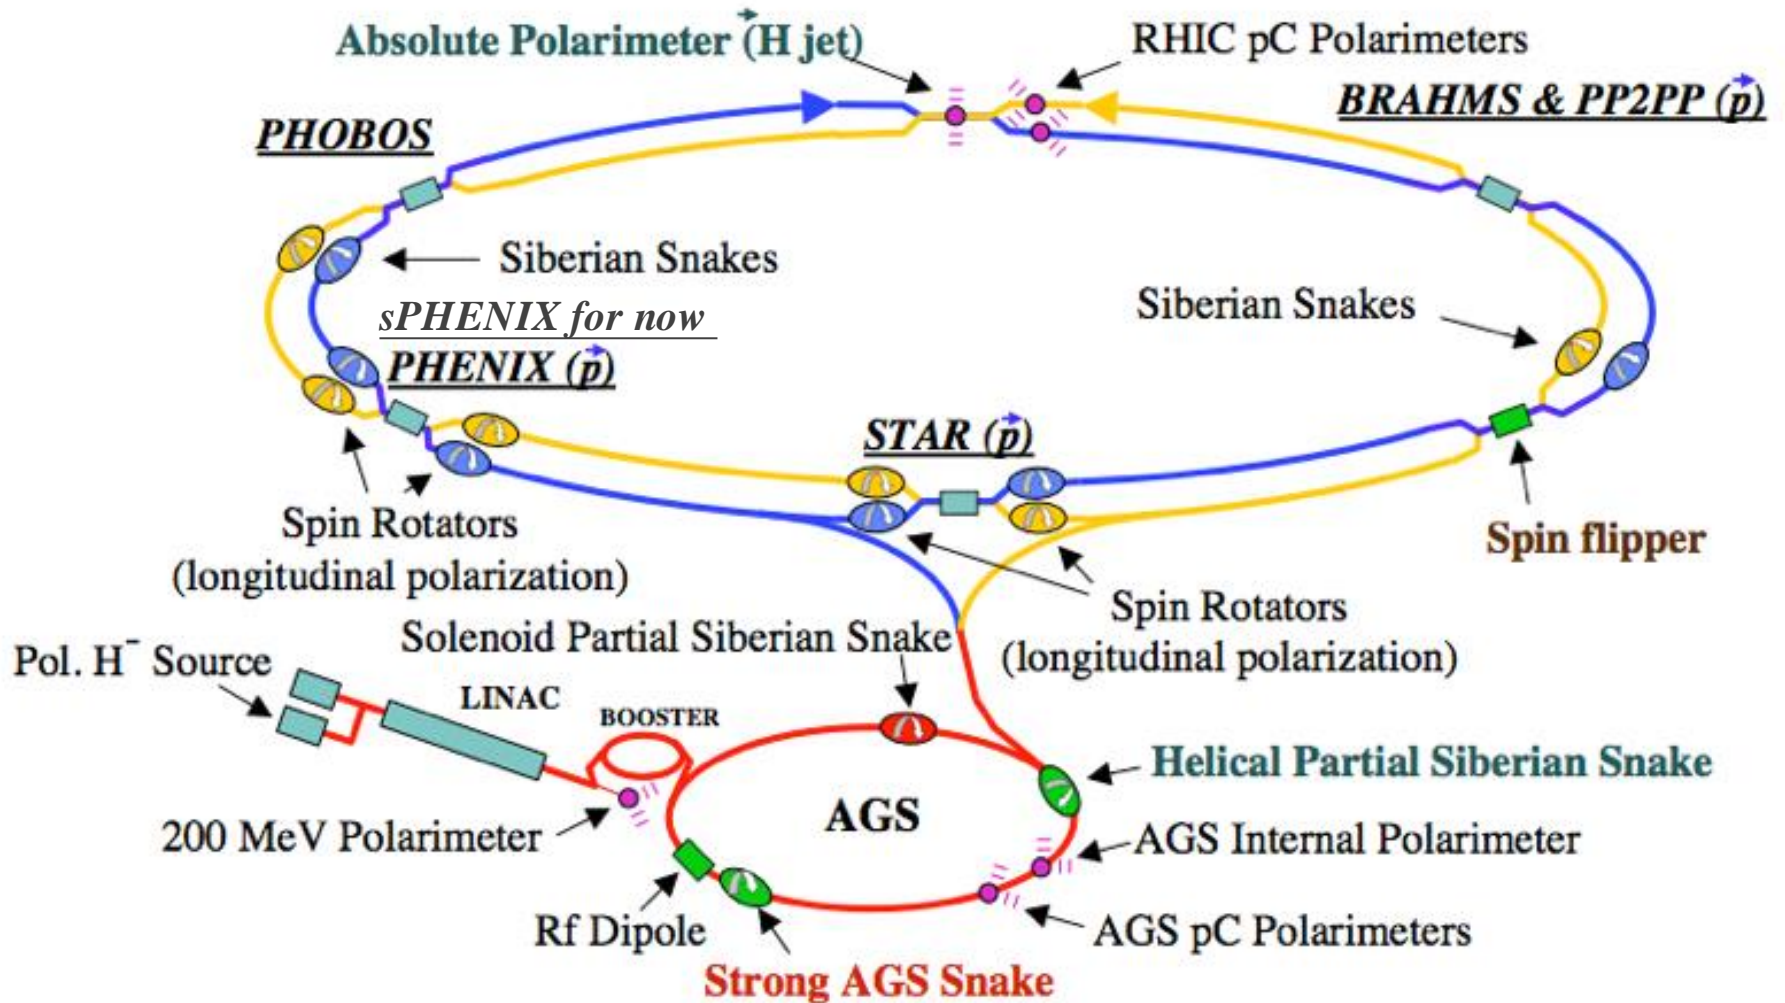 Absolute Polarimeter (H⃗ jet)
RHIC pC Polarimeters
BRAHMS & PP2PP (p⃗)
PHOBOS
Siberian Snakes
Siberian Snakes
sPHENIX for now
PHENIX (p⃗)
STAR (p⃗)
Spin Rotators
(longitudinal polarization)
Spin flipper
Spin Rotators
(longitudinal polarization)
Solenoid Partial Siberian Snake
Pol. H⁻ Source
LINAC
BOOSTER
Helical Partial Siberian Snake
AGS
200 MeV Polarimeter
AGS Internal Polarimeter
Rf Dipole
AGS pC Polarimeters
Strong AGS Snake